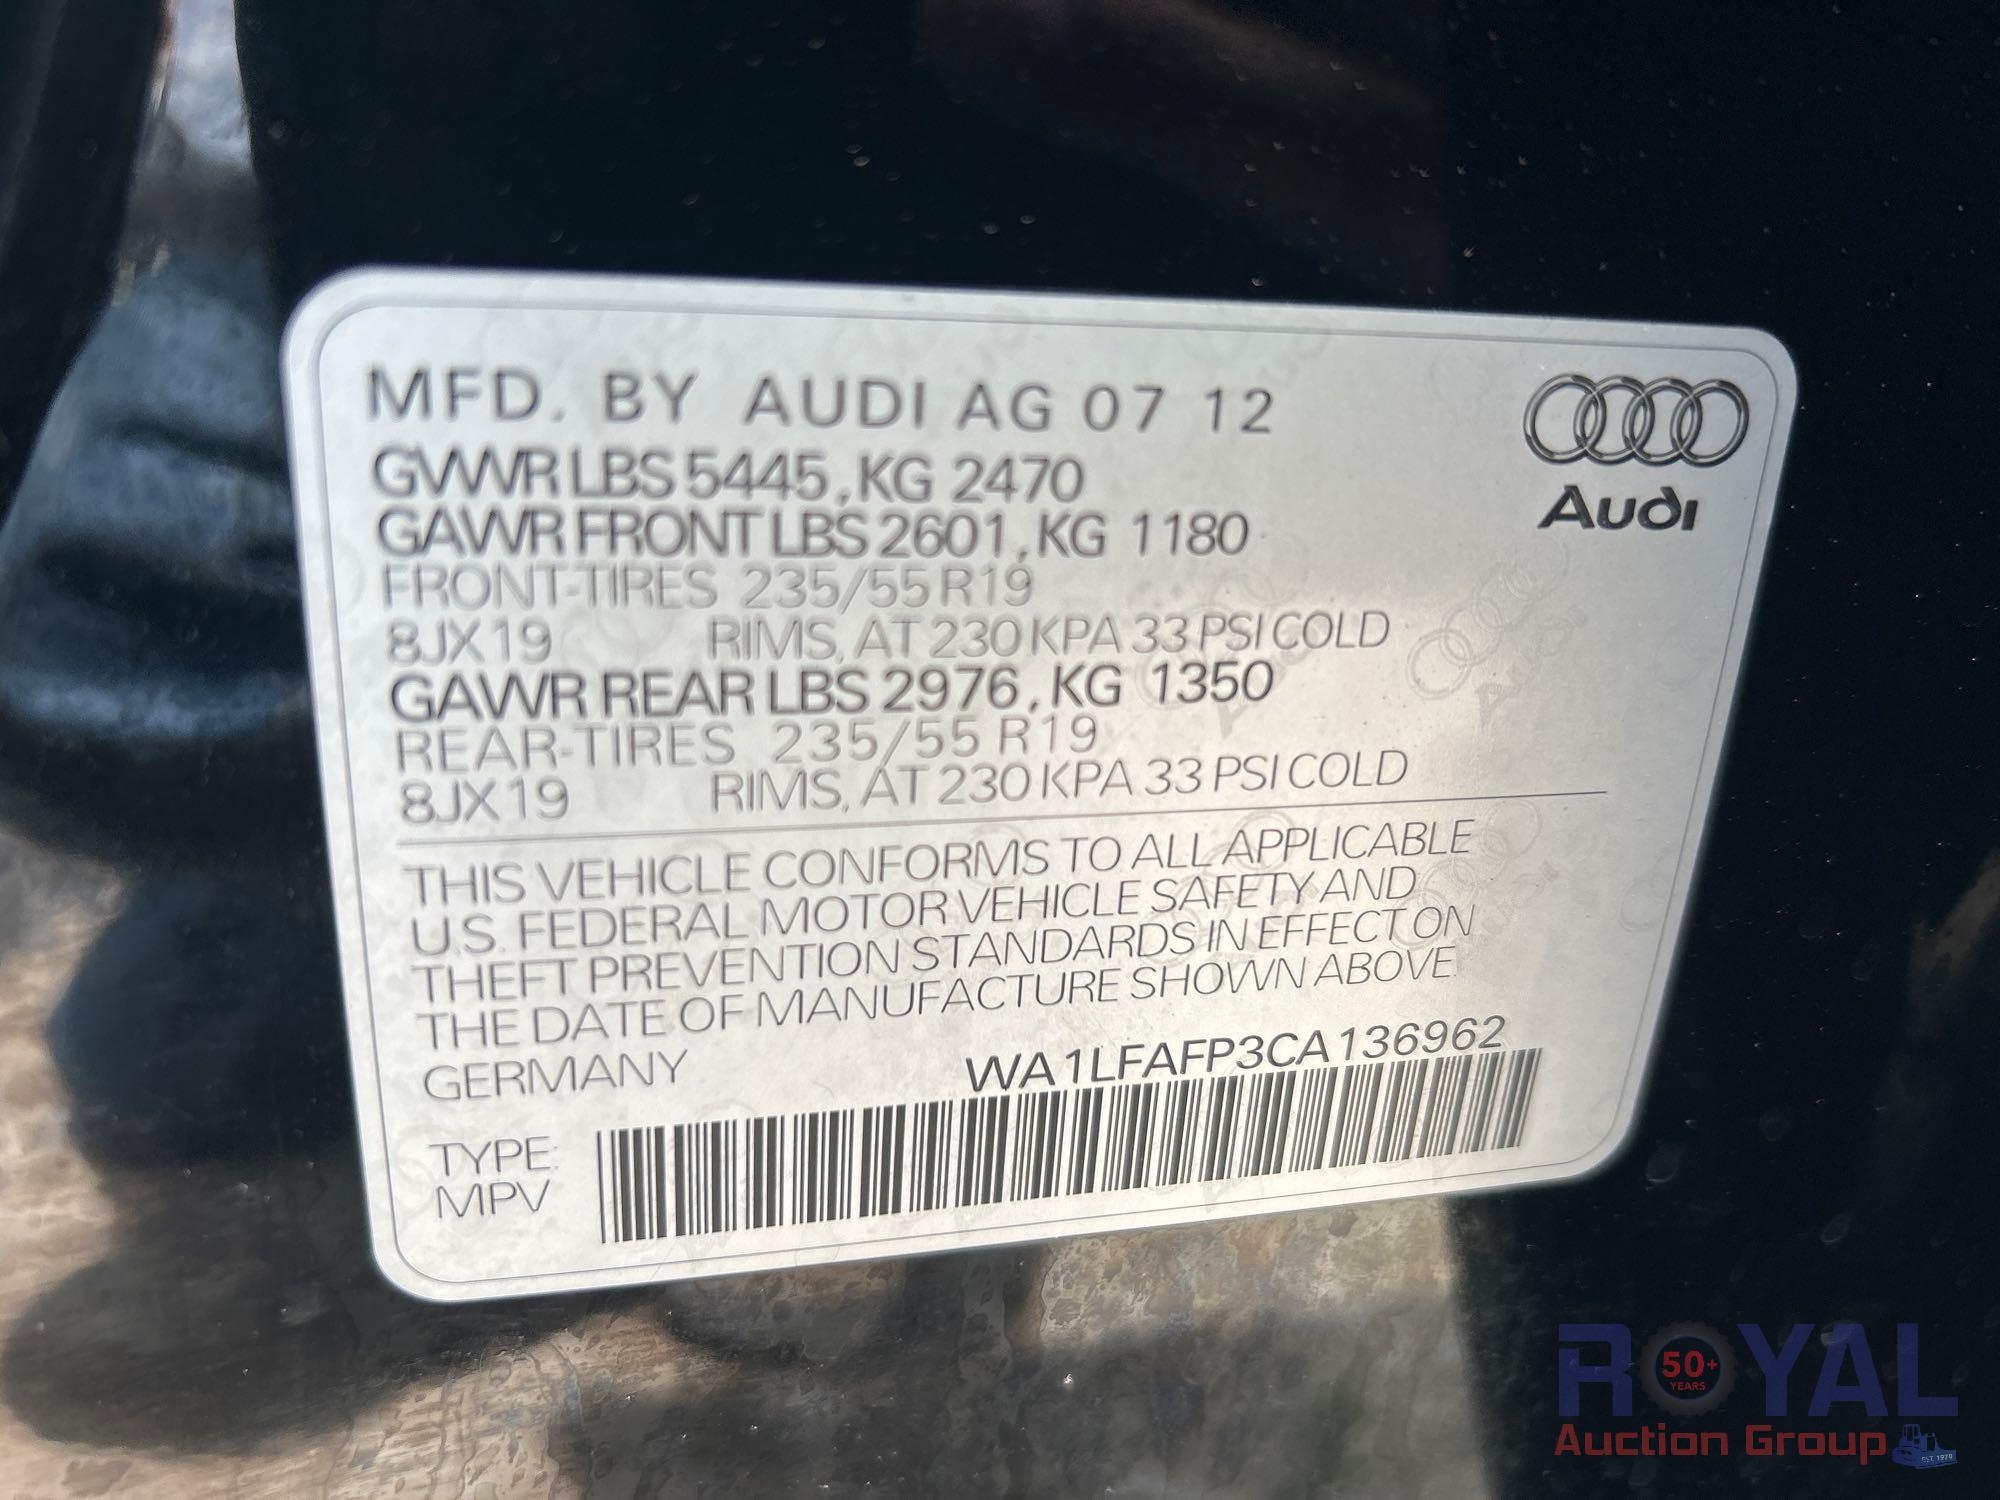 MFD. BY AUDI AG 07 12
GVWR LBS 5445, KG 2470
GAWR FRONT LBS 2601, KG 1180
FRONT-TIRES 235/55 R19
8JX19 RIMS, AT 230 KPA 33 PSI COLD
GAWR REAR LBS 2976, KG 1350
REAR-TIRES 235/55 R19
8JX19 RIMS, AT 230 KPA 33 PSI COLD
Audi
THIS VEHICLE CONFORMS TO ALL APPLICABLE
U.S. FEDERAL MOTOR VEHICLE SAFETY AND
THEFT PREVENTION STANDARDS IN EFFECT ON
THE DATE OF MANUFACTURE SHOWN ABOVE.
GERMANY WA1LFAFP3CA136962
TYPE:
MPV
ROYAL
50+
YEARS
Auction Group
EST. 1970